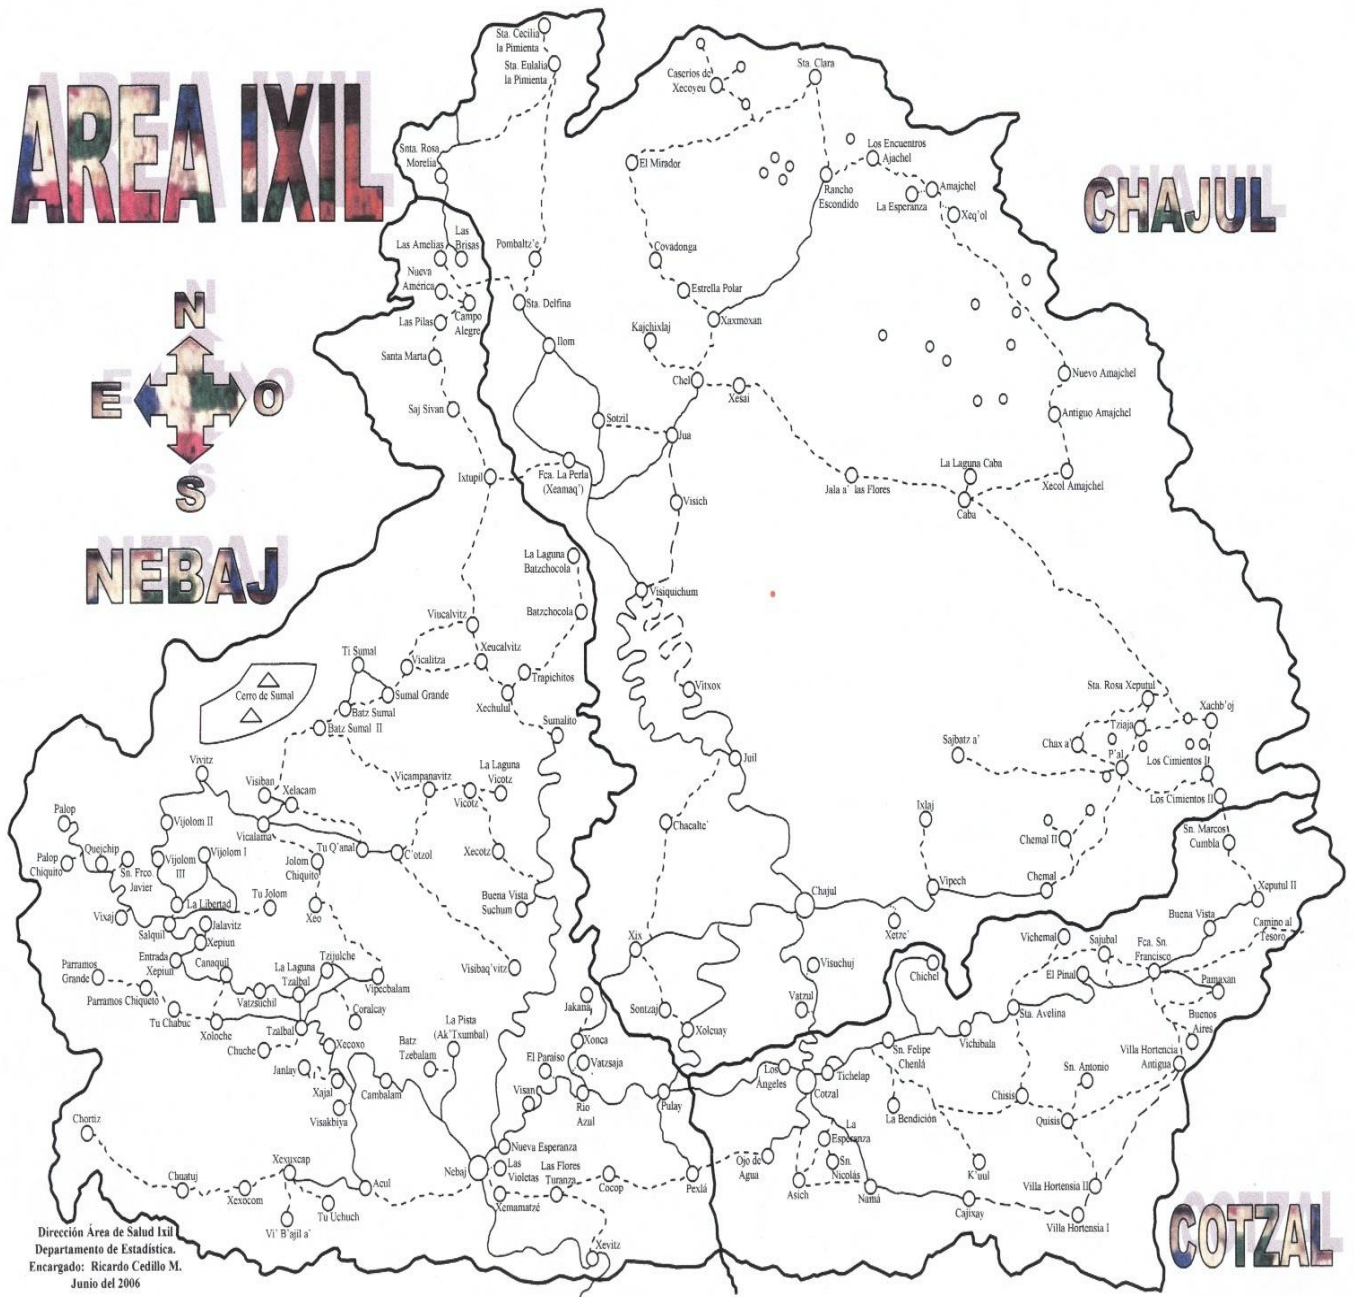 AREA IXIL
CHAJUL
N
E
O
S
NEBAJ
COTZAL
Sta. Cecilia
la Pimienta
Sta. Eulalia
la Pimienta
Snta. Rosa
Morelia
Caserios de
Xecoyeu
Sta. Clara
El Mirador
Los Encuentros
Ajachel
Rancho
Escondido
Amajchel
La Esperanza
Xeq'ol
Las Amelias
Las
Brisas
Pombaltz'e
Covadonga
Nueva
América
Estrella Polar
Campo
Alegre
Sta. Delfina
Las Pilas
Kajchixlaj
Xaxmoxan
Ilom
Santa Marta
Nuevo Amajchel
Chel
Xesai
Saj Sivan
Antiguo Amajchel
Sotzil
Jua
Ixtupil
Fca. La Perla
(Xeamaq')
La Laguna Caba
Jala a' las Flores
Xecol Amajchel
Caba
Visich
La Laguna
Batzchocola
Visiquichum
Batzchocola
Viucalvitz
Ti Sumal
Vicalitza
Xeucalvitz
Trapichitos
Cerro de Sumal
Sumal Grande
Xechulul
Vitxox
Sta. Rosa Xeputul
Batz Sumal
Batz Sumal II
Sumalito
Xachb'oj
Tziaja
Chax a'
Sajbatz a'
Juil
P'al
Los Cimientos I
Vivitz
Visiban
Xelacam
Vicampanavitz
La Laguna
Vicotz
Vicotz
Los Cimientos II
Palop
Vijolom II
Vicalama
Chacalte'
Ixlaj
Chemal II
Sn. Marcos
Cumbla
Quejchip
Palop
Chiquito
Sn. Frco.
Javier
Vijolom
III
Vijolom I
Tu Q'anal
Jolom
Chiquito
C'otzol
Xecotz
Tu Jolom
Chajul
Vipech
Chemal
Xeputul II
Buena Vista
Suchum
La Libertad
Vixaj
Jalavitz
Xeo
Xetze'
Buena Vista
Camino al
Tesoro
Salquil
Xepiun
Xix
Vichemal
Sajubal
Fca. Sn.
Francisco
Entrada
Xepiun
Canaquil
La Laguna
Tzalbal
Tzijulche
Visibaq'vitz
Visuchuj
Chichel
El Pinal
Parramos
Grande
Vipecbalam
Pamaxan
Parramos Chiqueto
Vatzsuchil
Jakana
Sontzaj
Vatzul
Sta. Avelina
Tu Chabuc
Xoloche
Tzalbal
Coralcay
La Pista
(Ak'Txumbal)
Xolcuay
Buenos
Aires
Xonca
Vichibala
Chuche
Xecoxo
Batz
Tzebalam
El Paraíso
Vatzsaja
Los
Ángeles
Sn. Felipe
Chenlá
Villa Hortencia
Antigua
Janlay
Xajal
Cambalam
Visan
Tichelap
Sn. Antonio
Rio
Azul
Pulay
Cotzal
Chisis
Visakbiya
La Bendición
Quisis
Chortiz
La
Esperanza
Nueva Esperanza
Xexuxcap
Nebaj
Las
Violetas
Las Flores
Turanza
Ojo de
Agua
Sn.
Nicolás
Chuatuj
Acul
Cocop
Pexlá
K'uul
Villa Hortensia II
Xexocom
Tu Uchuch
Xemamatzé
Asich
Namá
Cajixay
Vi' B'ajil a'
Villa Hortensia I
Xevitz
Dirección Área de Salud Ixil
Departamento de Estadística.
Encargado: Ricardo Cedillo M.
Junio del 2006